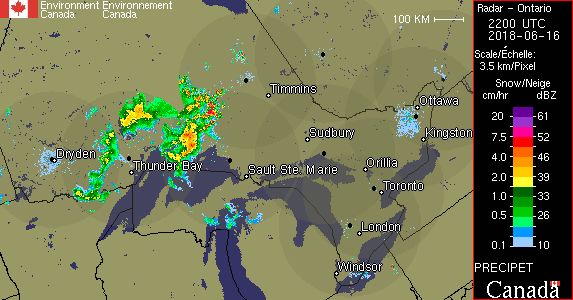 Environment Environnement
Canada Canada
100 KM
Timmins
Ottawa
Sudbury
Kingston
Dryden
Thunder Bay
Sault Ste. Marie
Orillia
Toronto
London
Windsor
Radar - Ontario
2200 UTC
2018-06-16
Scale/Échelle:
3.5 km/Pixel
Snow/Neige
cm/hr dBZ
20 61
7.5 52
4.0 46
2.0 39
1.0 33
0.5 26
0.1 10
PRECIPET
Canada